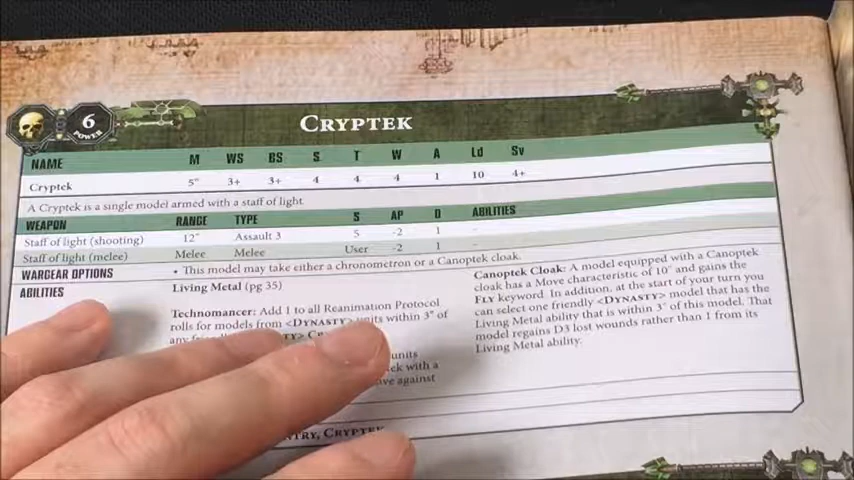 6
POWER
CRYPTEK
NAME M WS BS S T W A Ld Sv
Cryptek 5" 3+ 3+ 4 4 4 1 10 4+
A Cryptek is a single model armed with a staff of light.
WEAPON RANGE TYPE S AP D ABILITIES
Staff of light (shooting) 12" Assault 3 5 -2 1 -
Staff of light (melee) Melee Melee User -2 1 -
WARGEAR OPTIONS • This model may take either a chronometron or a Canoptek cloak.
ABILITIES
Living Metal (pg 35)
Technomancer: Add 1 to all Reanimation Protocol
rolls for models from <DYNASTY> units within 3" of
any
units
with a
against
Canoptek Cloak: A model equipped with a Canoptek
cloak has a Move characteristic of 10" and gains the
FLY keyword. In addition, at the start of your turn you
can select one friendly <DYNASTY> model that has the
Living Metal ability that is within 3" of this model. That
model regains D3 lost wounds rather than 1 from its
Living Metal ability.
CRYPTEK